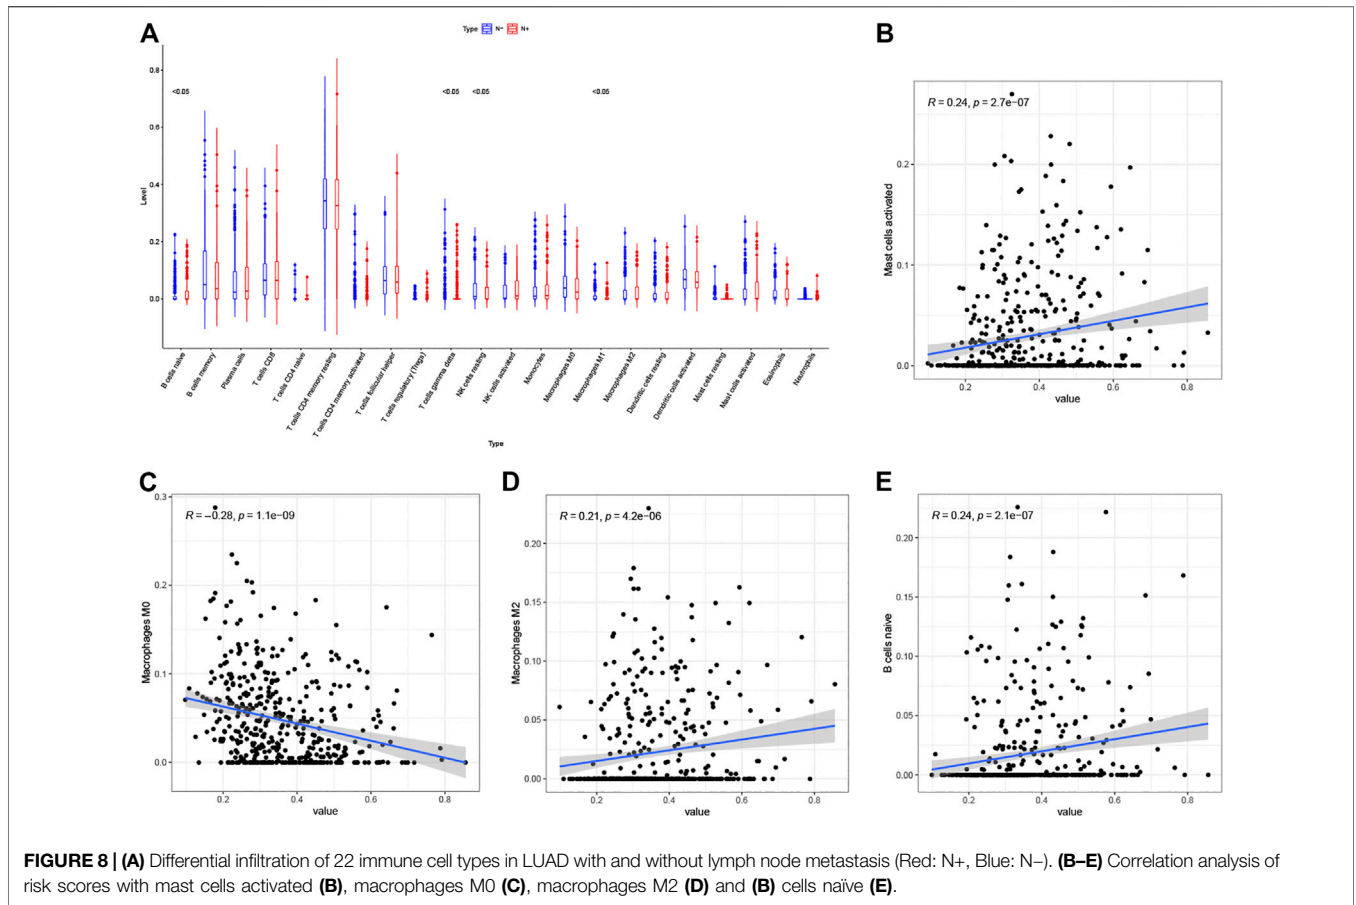 A
Type N− N+
Level
0.8
0.6
0.4
0.2
0.0
<0.05
<0.05
<0.05
<0.05
B cells naive
B cells memory
Plasma cells
T cells CD8
T cells CD4 naive
T cells CD4 memory resting
T cells CD4 memory activated
T cells follicular helper
T cells regulatory (Tregs)
T cells gamma delta
NK cells resting
NK cells activated
Monocytes
Macrophages M0
Macrophages M1
Macrophages M2
Dendritic cells resting
Dendritic cells activated
Mast cells resting
Mast cells activated
Eosinophils
Neutrophils
Type
B
R = 0.24, p = 2.7e−07
Mast cells activated
0.2
0.1
0.0
0.2 0.4 0.6 0.8
value
C
R = −0.28, p = 1.1e−09
Macrophages M0
0.3
0.2
0.1
0.0
0.2 0.4 0.6 0.8
value
D
R = 0.21, p = 4.2e−06
Macrophages M2
0.20
0.15
0.10
0.05
0.00
0.2 0.4 0.6 0.8
value
E
R = 0.24, p = 2.1e−07
B cells naive
0.20
0.15
0.10
0.05
0.00
0.2 0.4 0.6 0.8
value
FIGURE 8 | (A) Differential infiltration of 22 immune cell types in LUAD with and without lymph node metastasis (Red: N+, Blue: N−). (B–E) Correlation analysis of
risk scores with mast cells activated (B), macrophages M0 (C), macrophages M2 (D) and (B) cells naïve (E).